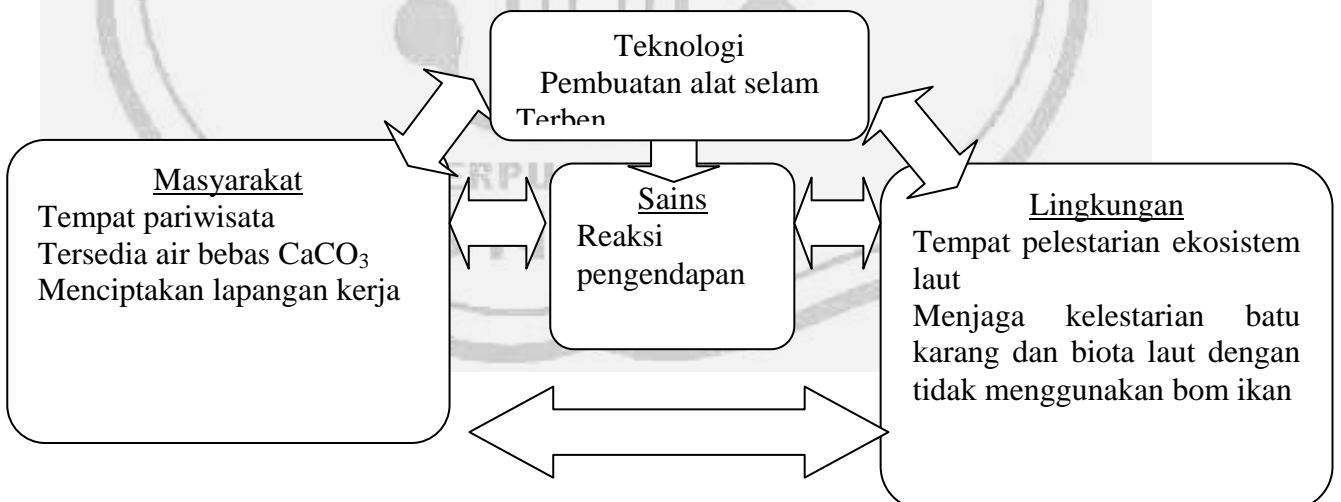 Teknologi
Pembuatan alat selam
Terben
Masyarakat
Tempat pariwisata
Tersedia air bebas CaCO₃
Menciptakan lapangan kerja
Sains
Reaksi
pengendapan
Lingkungan
Tempat pelestarian ekosistem
laut
Menjaga kelestarian batu
karang dan biota laut dengan
tidak menggunakan bom ikan